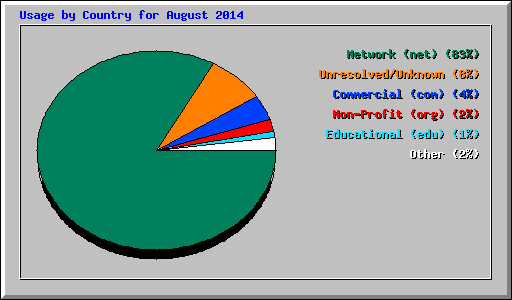 Usage by Country for August 2014
Network (net) (83%)
Unresolved/Unknown (8%)
Commercial (com) (4%)
Non-Profit (org) (2%)
Educational (edu) (1%)
Other (2%)